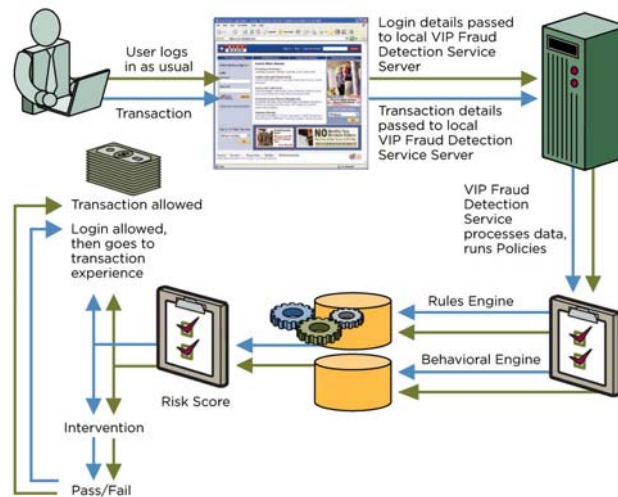 User logs
in as usual
Transaction
Login details passed
to local VIP Fraud
Detection Service
Server
Transaction details
passed to local
VIP Fraud Detection
Service Server
NO
VIP Fraud
Detection
Service
processes data,
runs Policies
Transaction allowed
Login allowed,
then goes to
transaction
experience
Rules Engine
Behavioral Engine
Risk Score
Intervention
Pass/Fail